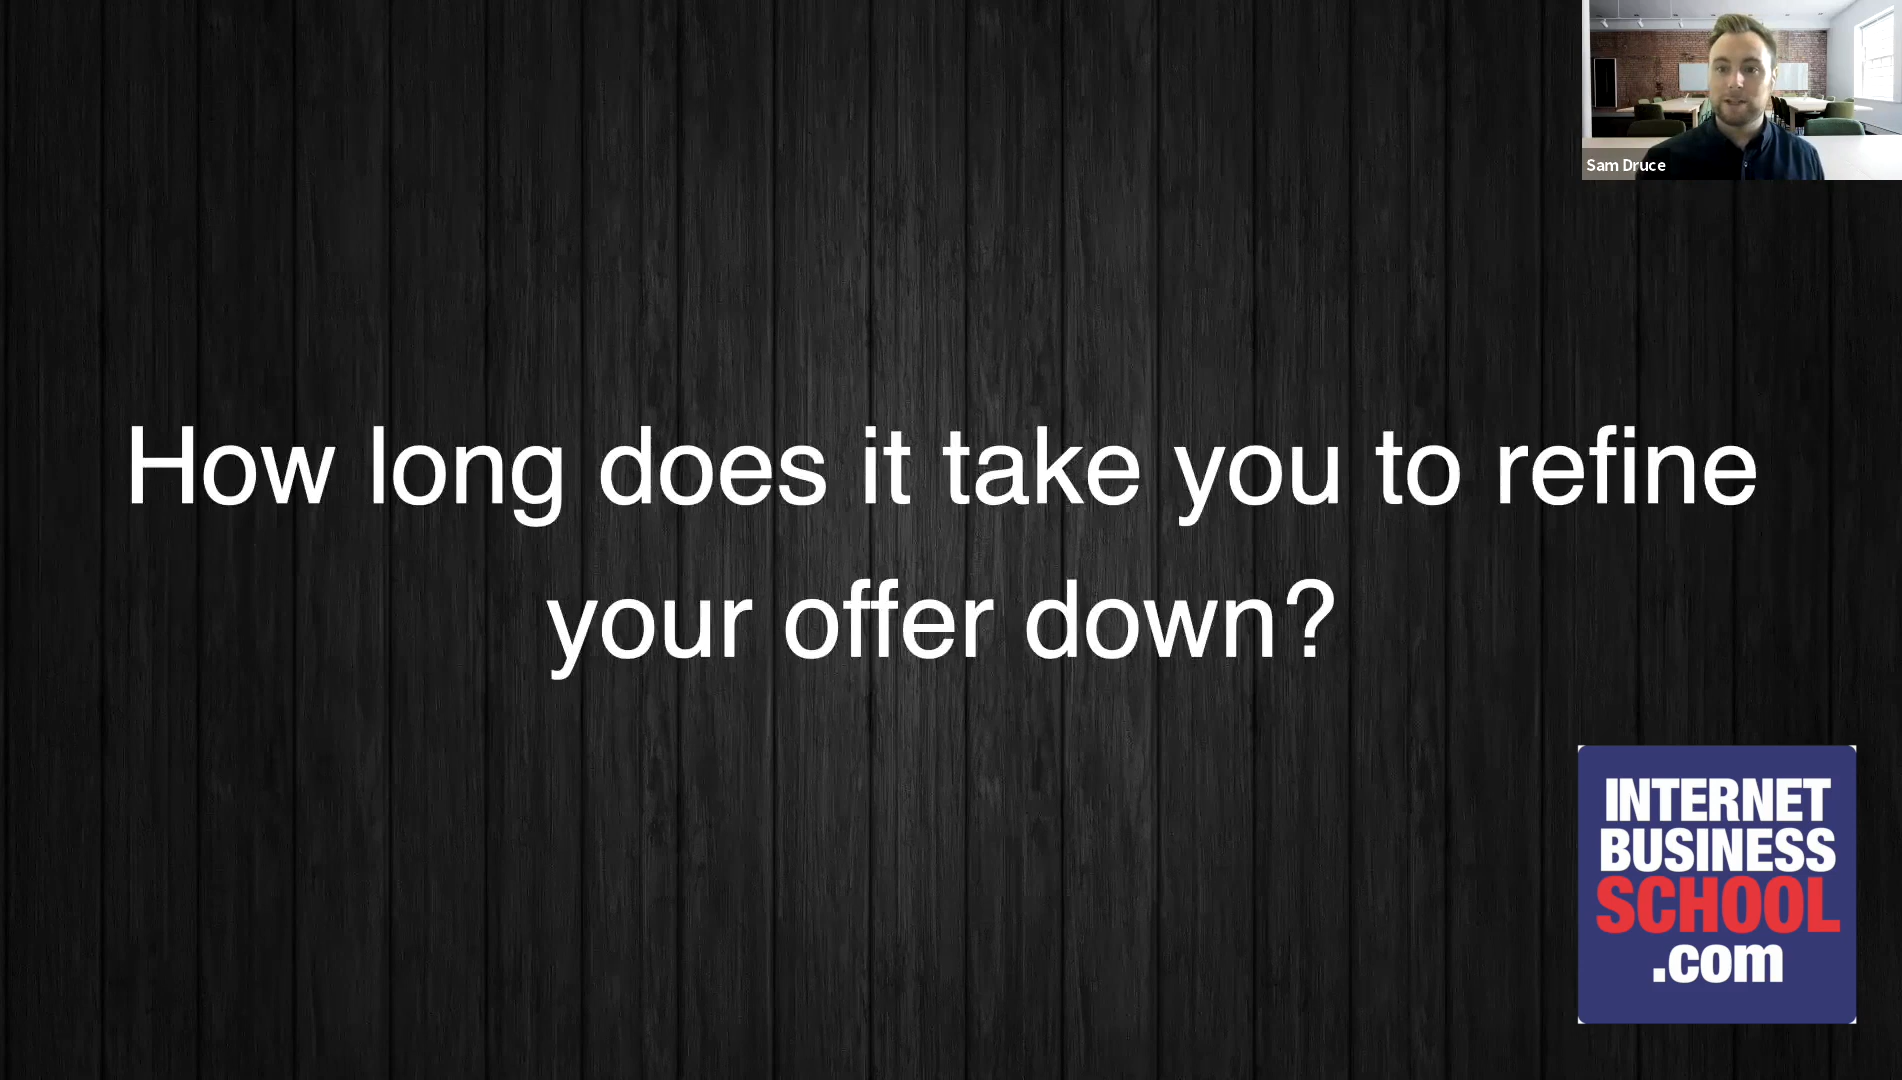 Sam Druce
How long does it take you to refine
your offer down?
INTERNET
BUSINESS
SCHOOL
.com